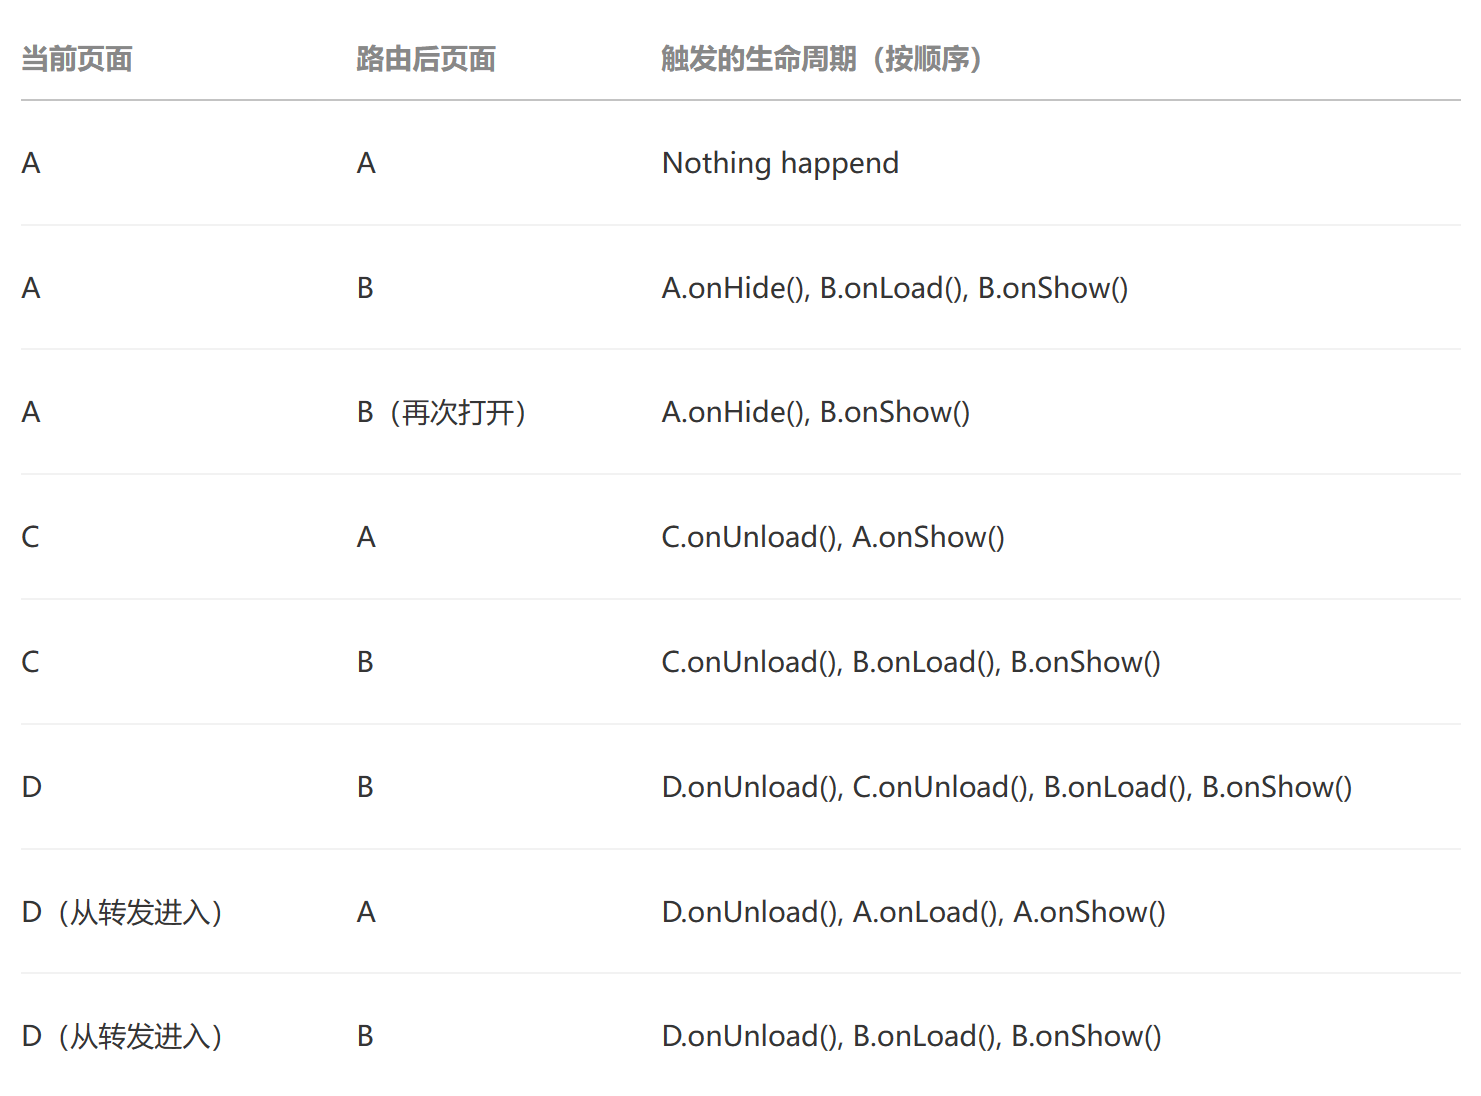 当前页面 路由后页面 触发的生命周期（按顺序）
A A Nothing happend
A B A.onHide(), B.onLoad(), B.onShow()
A B（再次打开） A.onHide(), B.onShow()
C A C.onUnload(), A.onShow()
C B C.onUnload(), B.onLoad(), B.onShow()
D B D.onUnload(), C.onUnload(), B.onLoad(), B.onShow()
D（从转发进入） A D.onUnload(), A.onLoad(), A.onShow()
D（从转发进入） B D.onUnload(), B.onLoad(), B.onShow()